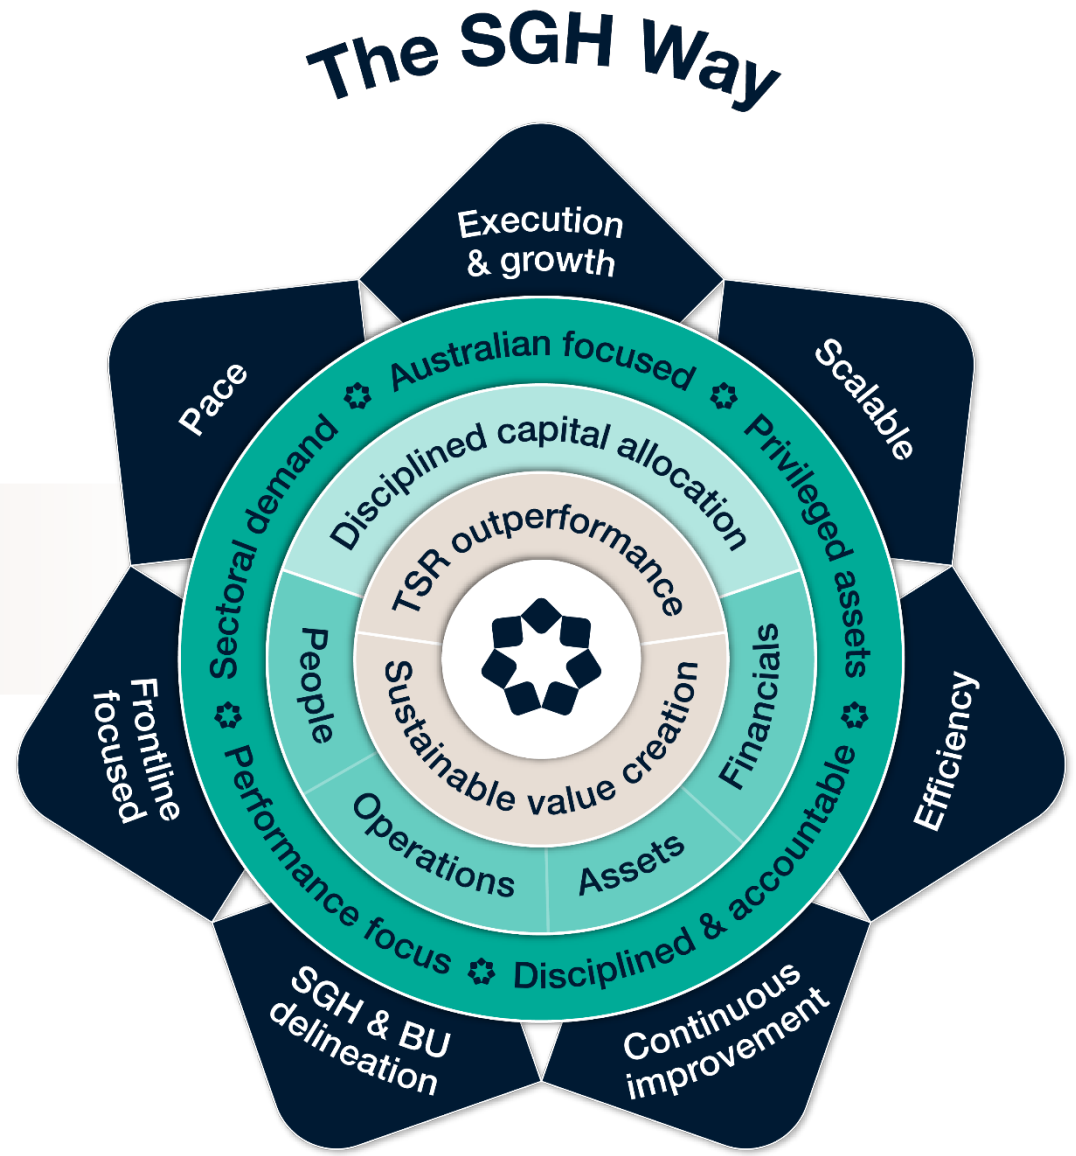 The SGH Way
Execution
& growth
Scalable
Efficiency
Continuous
improvement
SGH & BU
delineation
Frontline
focused
Pace
Australian focused
Privileged assets
Disciplined & accountable
Performance focus
Sectoral demand
Disciplined capital allocation
Financials
Assets
Operations
People
TSR outperformance
Sustainable value creation